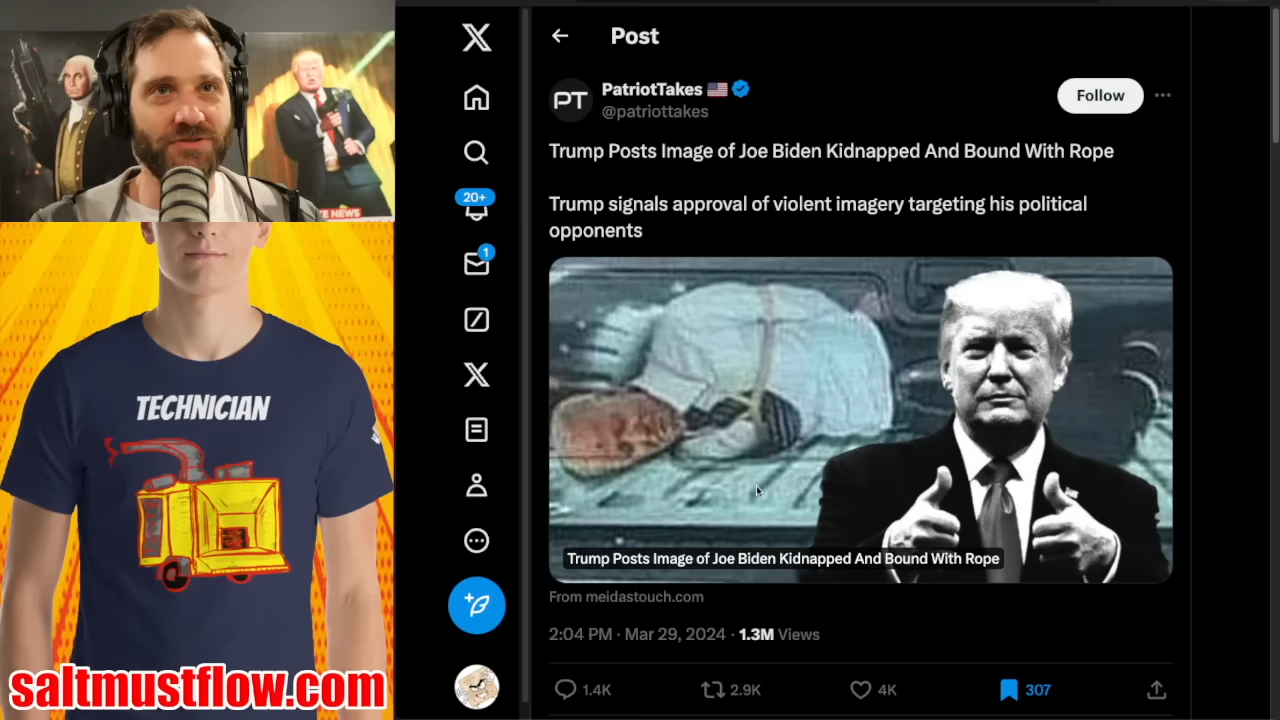 Post
PT
PatriotTakes
@patriottakes
Follow
Trump Posts Image of Joe Biden Kidnapped And Bound With Rope
Trump signals approval of violent imagery targeting his political
opponents
Trump Posts Image of Joe Biden Kidnapped And Bound With Rope
From meidastouch.com
2:04 PM · Mar 29, 2024 · 1.3M Views
1.4K 2.9K 4K 307
20+
1
E NEWS
TECHNICIAN
saltmustflow.com